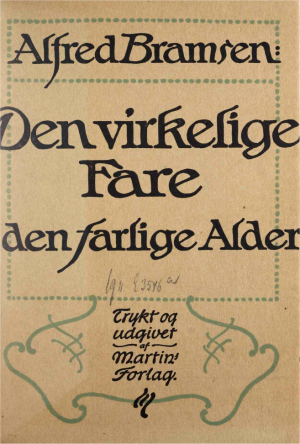 Alfred Bramsen:
Den virkelige
Fare
den farlige Alder
Trykt og
udgivet
af
Martins
Forlag.